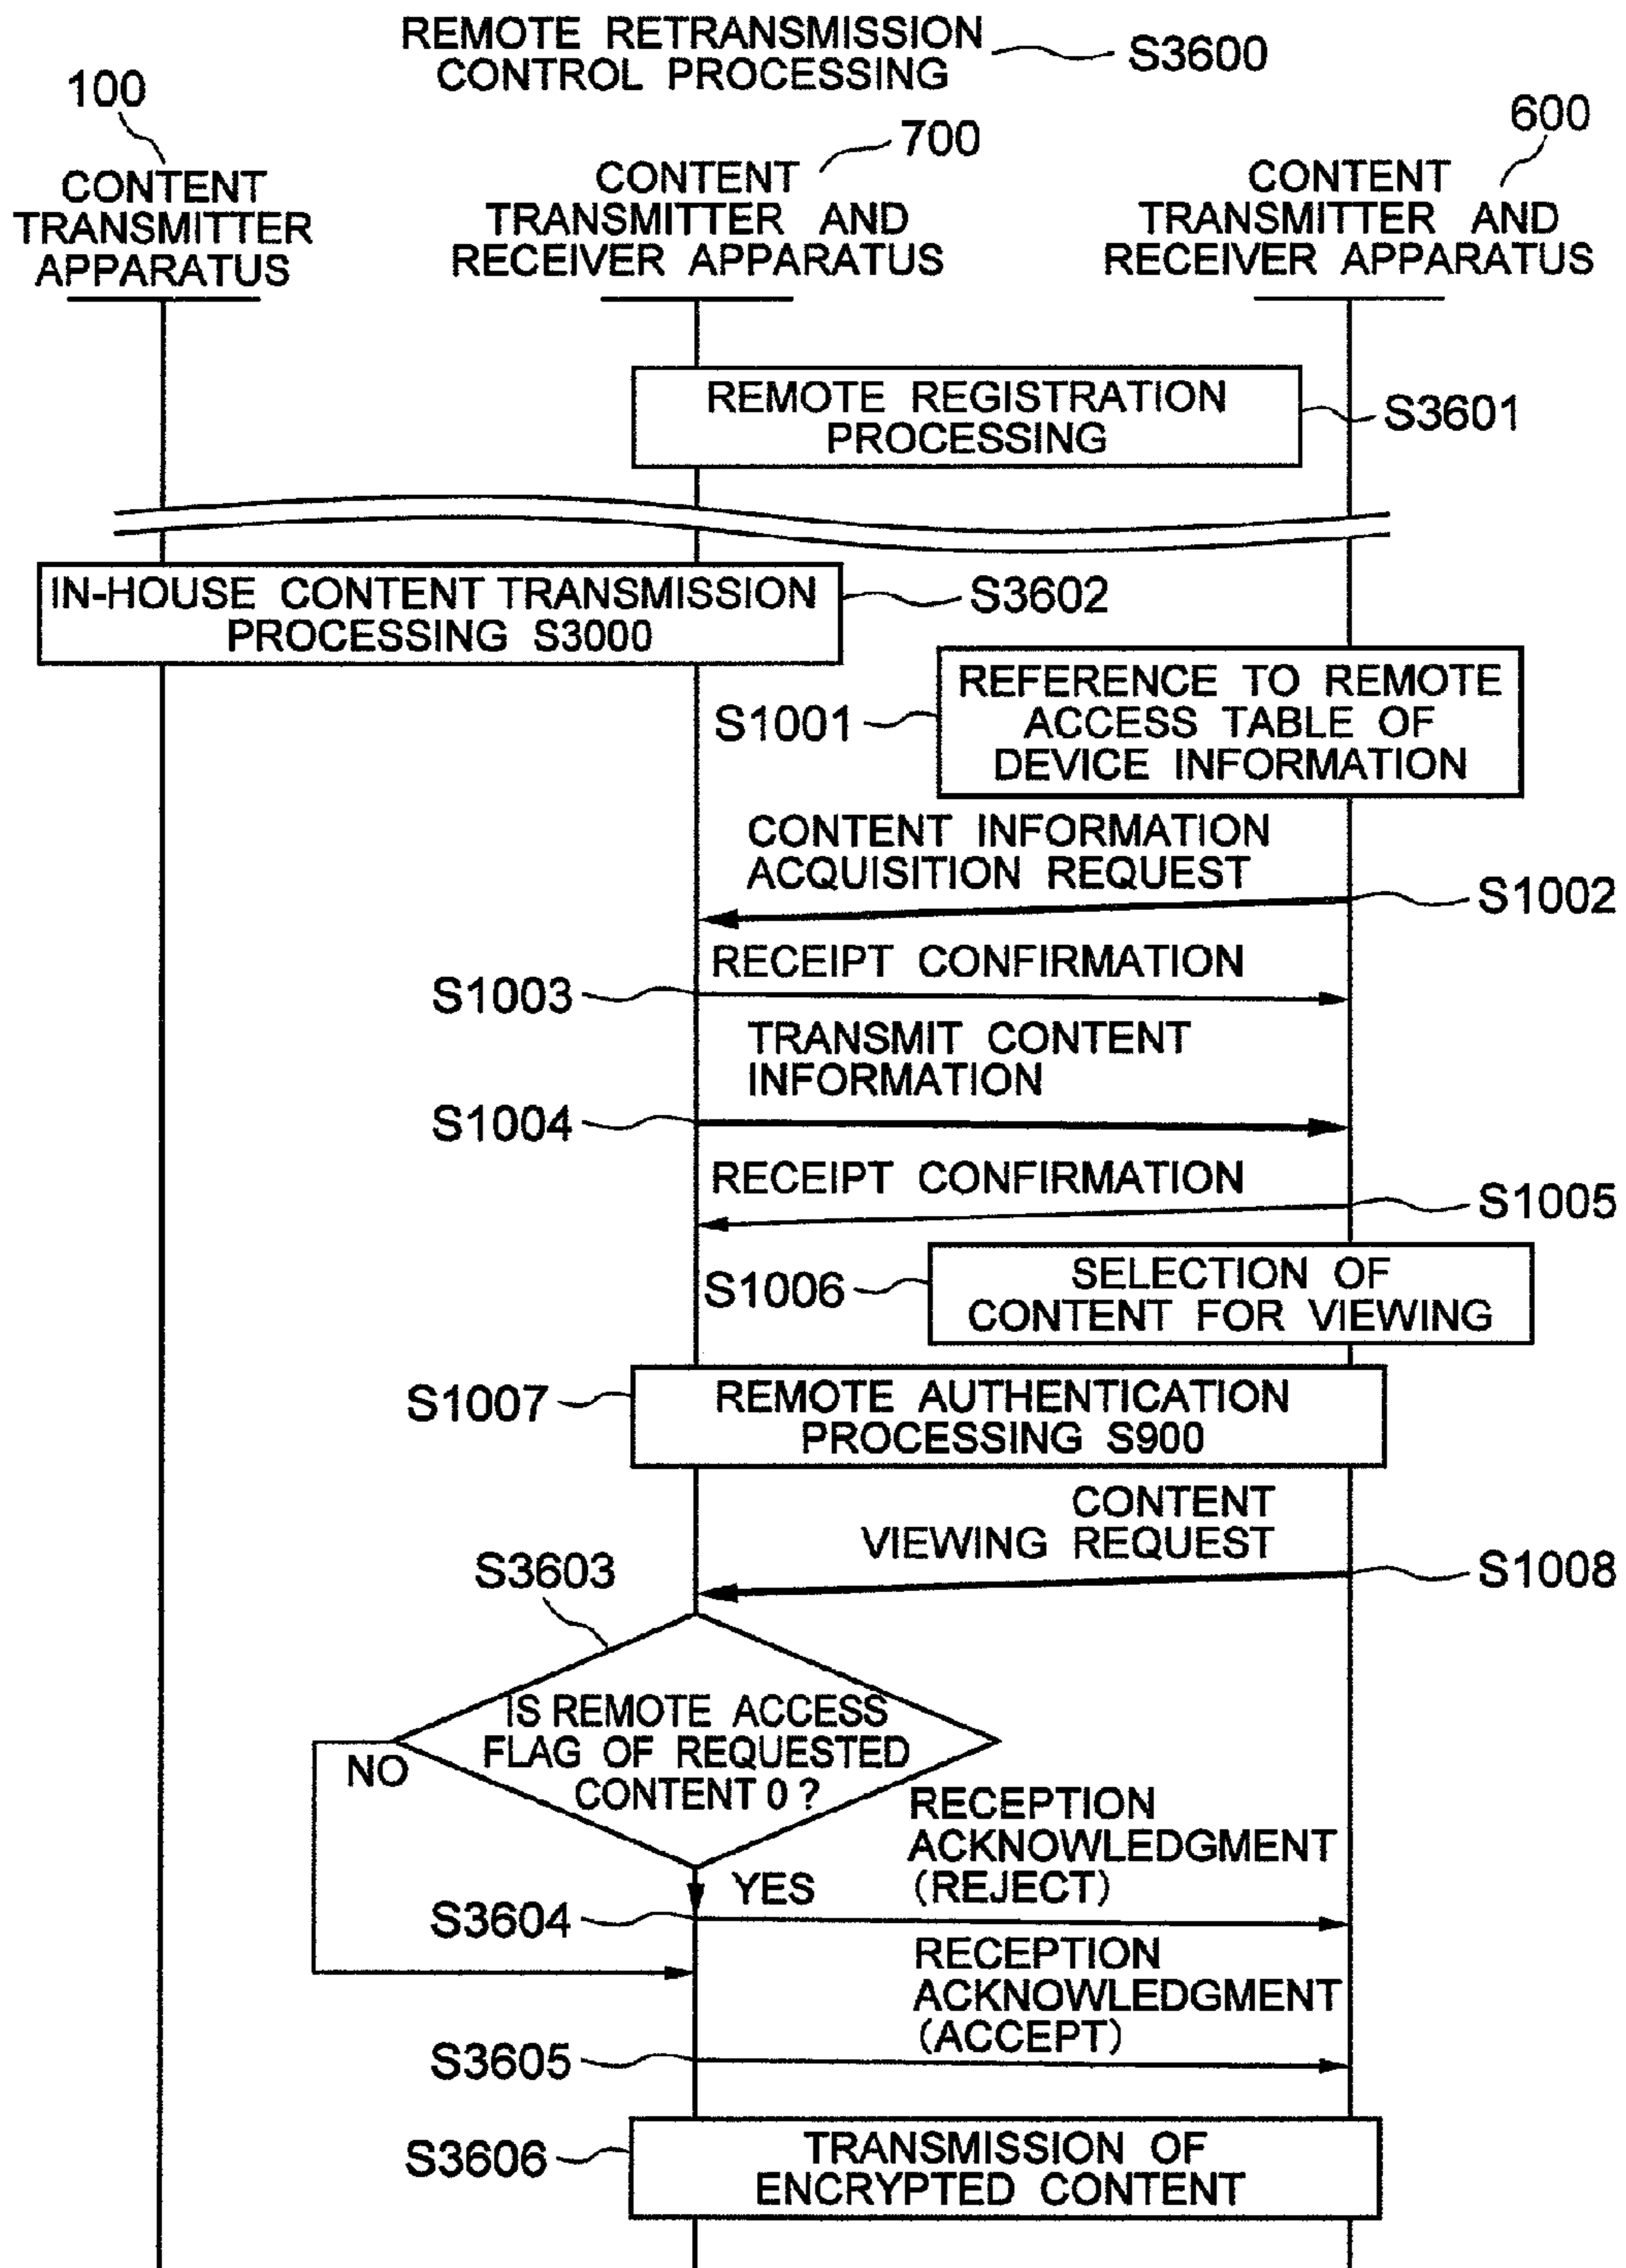 REMOTE RETRANSMISSION
CONTROL PROCESSING
S3600
100
CONTENT
TRANSMITTER
APPARATUS
700
CONTENT
TRANSMITTER AND
RECEIVER APPARATUS
600
CONTENT
TRANSMITTER AND
RECEIVER APPARATUS
REMOTE REGISTRATION
PROCESSING
S3601
IN-HOUSE CONTENT TRANSMISSION
PROCESSING S3000
S3602
S1001
REFERENCE TO REMOTE
ACCESS TABLE OF
DEVICE INFORMATION
CONTENT INFORMATION
ACQUISITION REQUEST
S1002
RECEIPT CONFIRMATION
S1003
TRANSMIT CONTENT
INFORMATION
S1004
RECEIPT CONFIRMATION
S1005
S1006
SELECTION OF
CONTENT FOR VIEWING
S1007
REMOTE AUTHENTICATION
PROCESSING S900
CONTENT
VIEWING REQUEST
S1008
S3603
IS REMOTE ACCESS
FLAG OF REQUESTED
CONTENT 0 ?
NO
YES
RECEPTION
ACKNOWLEDGMENT
(REJECT)
S3604
RECEPTION
ACKNOWLEDGMENT
(ACCEPT)
S3605
S3606
TRANSMISSION OF
ENCRYPTED CONTENT